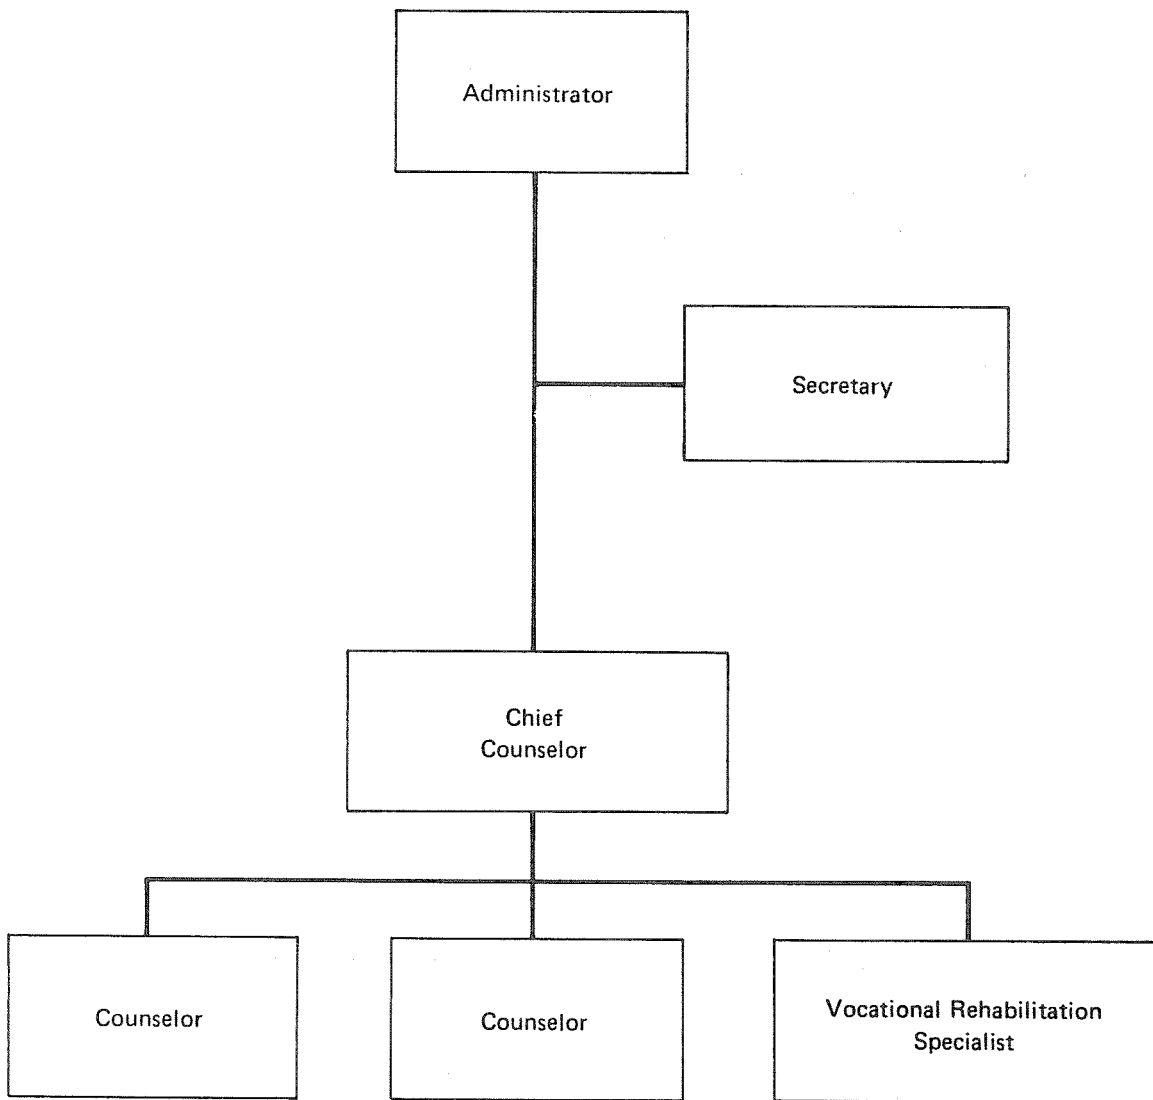 Administrator
Secretary
Chief
Counselor
Counselor
Counselor
Vocational Rehabilitation
Specialist